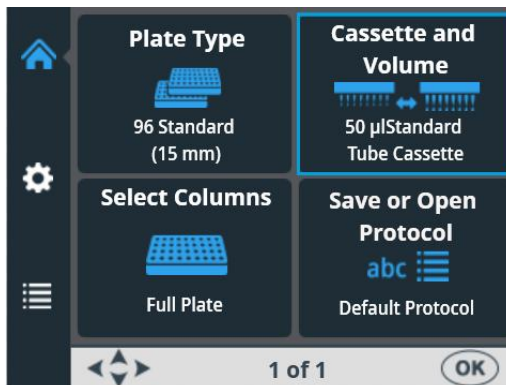 Plate Type
96 Standard
(15 mm)
Cassette and
Volume
50 µlStandard
Tube Cassette
Select Columns
Full Plate
Save or Open
Protocol
abc
Default Protocol
1 of 1
OK